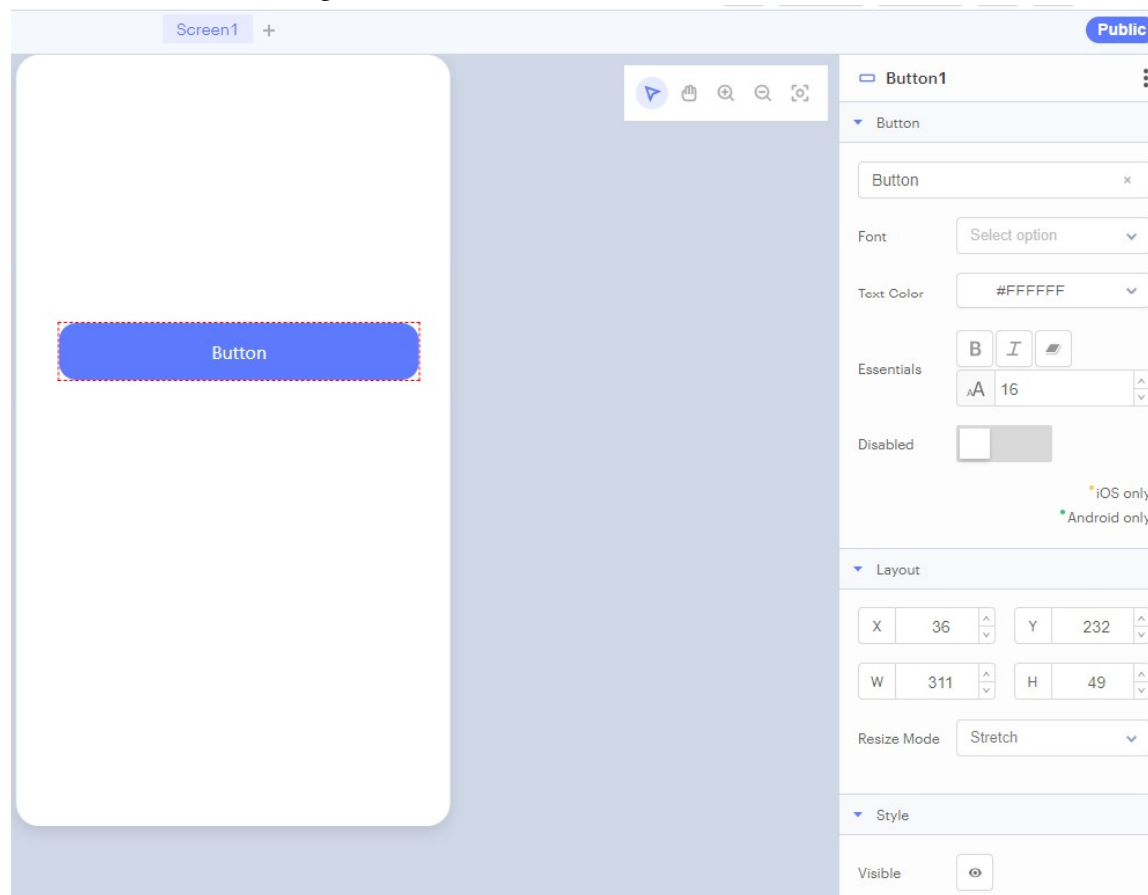 Screen1 +
Public
Button1
Button
Button
Font Select option
Text Color #FFFFFF
Button
Essentials B I
AA 16
Disabled
iOS only
Android only
Layout
X 36 Y 232
W 311 H 49
Resize Mode Stretch
Style
Visible